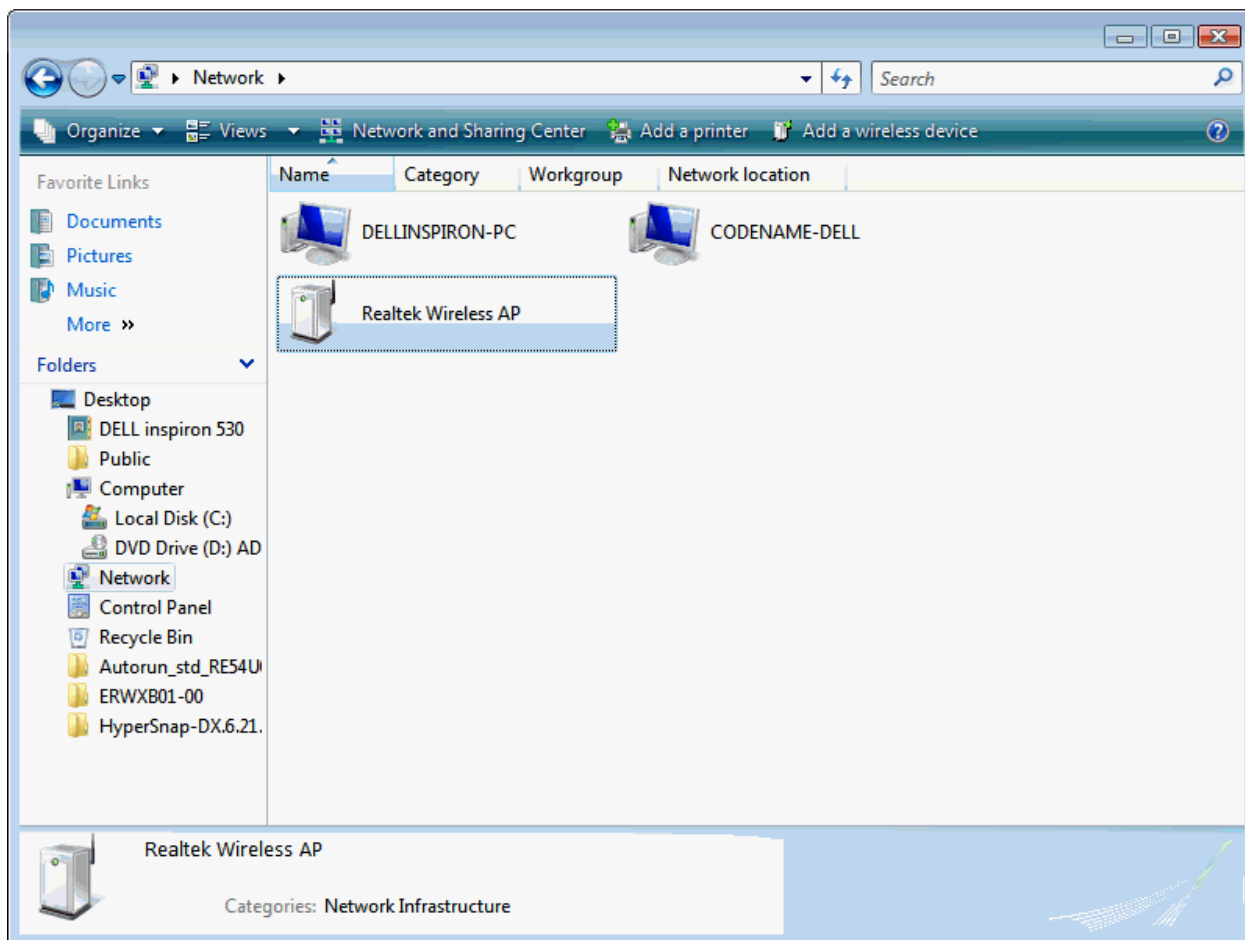 Network
Search
Organize Views Network and Sharing Center Add a printer Add a wireless device
Favorite Links
Documents
Pictures
Music
More »
Folders
Desktop
DELL inspiron 530
Public
Computer
Local Disk (C:)
DVD Drive (D:) AD
Network
Control Panel
Recycle Bin
Autorun_std_RE54U
ERWXB01-00
HyperSnap-DX.6.21.
Name Category Workgroup Network location
DELLINSPIRON-PC CODENAME-DELL
Realtek Wireless AP
Realtek Wireless AP
Categories: Network Infrastructure